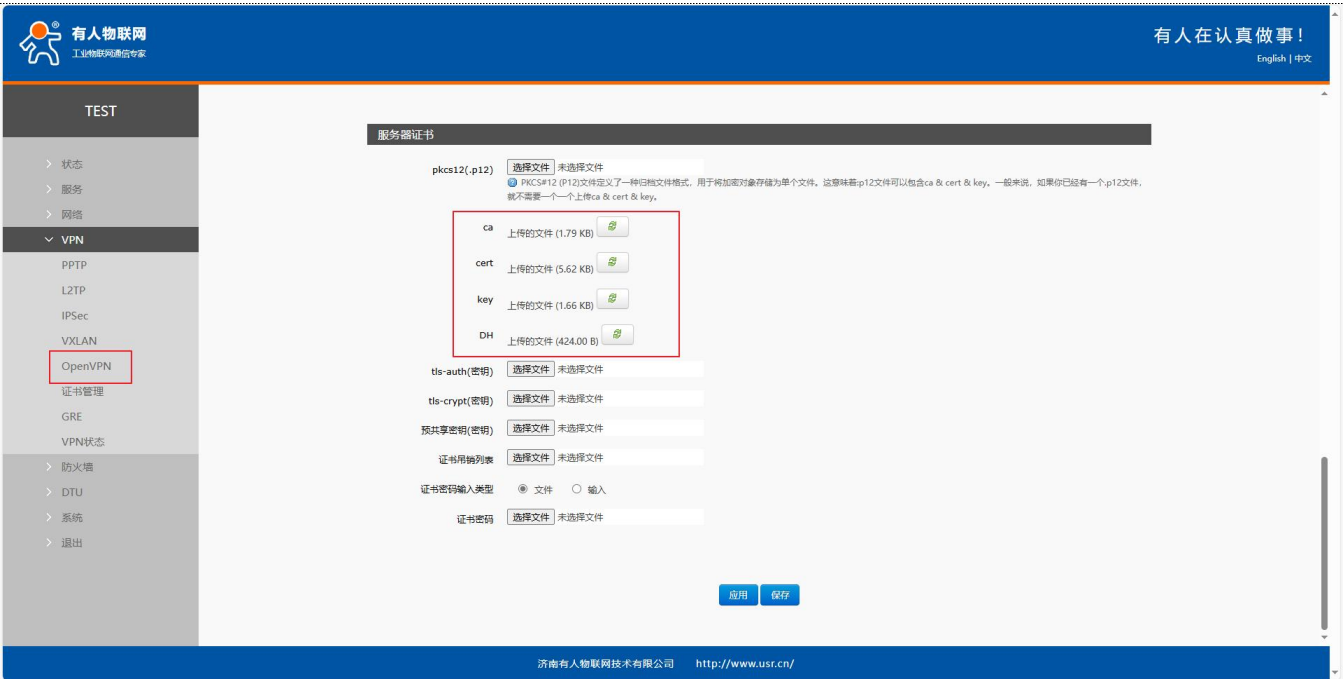 有人物联网
工业物联网通信专家
有人在认真做事！
English | 中文
TEST
状态
服务
网络
VPN
PPTP
L2TP
IPSec
VXLAN
OpenVPN
证书管理
GRE
VPN状态
防火墙
DTU
系统
退出
服务器证书
pkcs12(.p12) 选择文件 未选择文件
PKCS#12 (P12)文件定义了一种归档文件格式，用于将加密对象存储为单个文件。这意味着:p12文件可以包含ca & cert & key。一般来说，如果你已经有一个.p12文件，
就不需要一个一个上传ca & cert & key。
ca 上传的文件 (1.79 KB)
cert 上传的文件 (5.62 KB)
key 上传的文件 (1.66 KB)
DH 上传的文件 (424.00 B)
tls-auth(密钥) 选择文件 未选择文件
tls-crypt(密钥) 选择文件 未选择文件
预共享密钥(密钥) 选择文件 未选择文件
证书吊销列表 选择文件 未选择文件
证书密码输入类型 文件 输入
证书密码 选择文件 未选择文件
应用 保存
济南有人物联网技术有限公司 http://www.usr.cn/